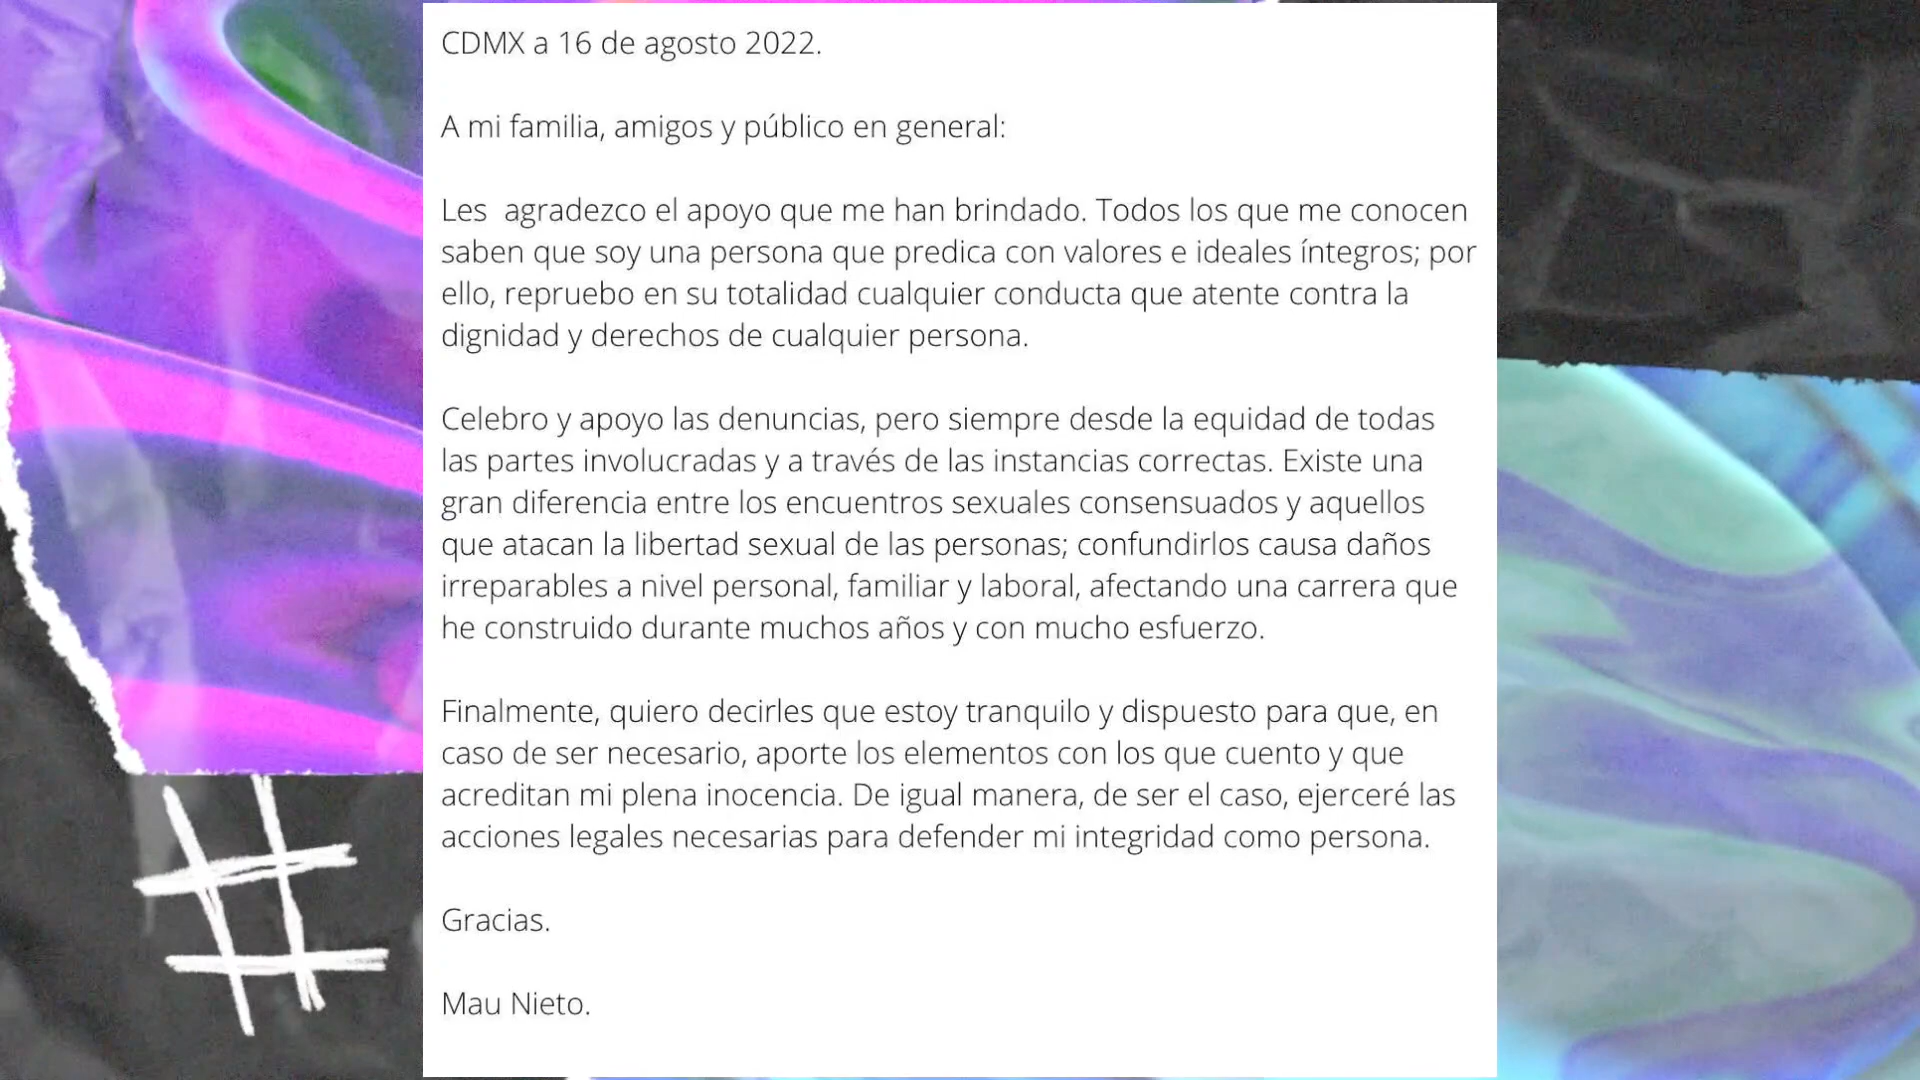 CDMX a 16 de agosto 2022.
A mi familia, amigos y público en general:
Les  agradezco el apoyo que me han brindado. Todos los que me conocen
saben que soy una persona que predica con valores e ideales íntegros; por
ello, repruebo en su totalidad cualquier conducta que atente contra la
dignidad y derechos de cualquier persona.
Celebro y apoyo las denuncias, pero siempre desde la equidad de todas
las partes involucradas y a través de las instancias correctas. Existe una
gran diferencia entre los encuentros sexuales consensuados y aquellos
que atacan la libertad sexual de las personas; confundirlos causa daños
irreparables a nivel personal, familiar y laboral, afectando una carrera que
he construido durante muchos años y con mucho esfuerzo.
Finalmente, quiero decirles que estoy tranquilo y dispuesto para que, en
caso de ser necesario, aporte los elementos con los que cuento y que
acreditan mi plena inocencia. De igual manera, de ser el caso, ejerceré las
acciones legales necesarias para defender mi integridad como persona.
Gracias.
Mau Nieto.
#